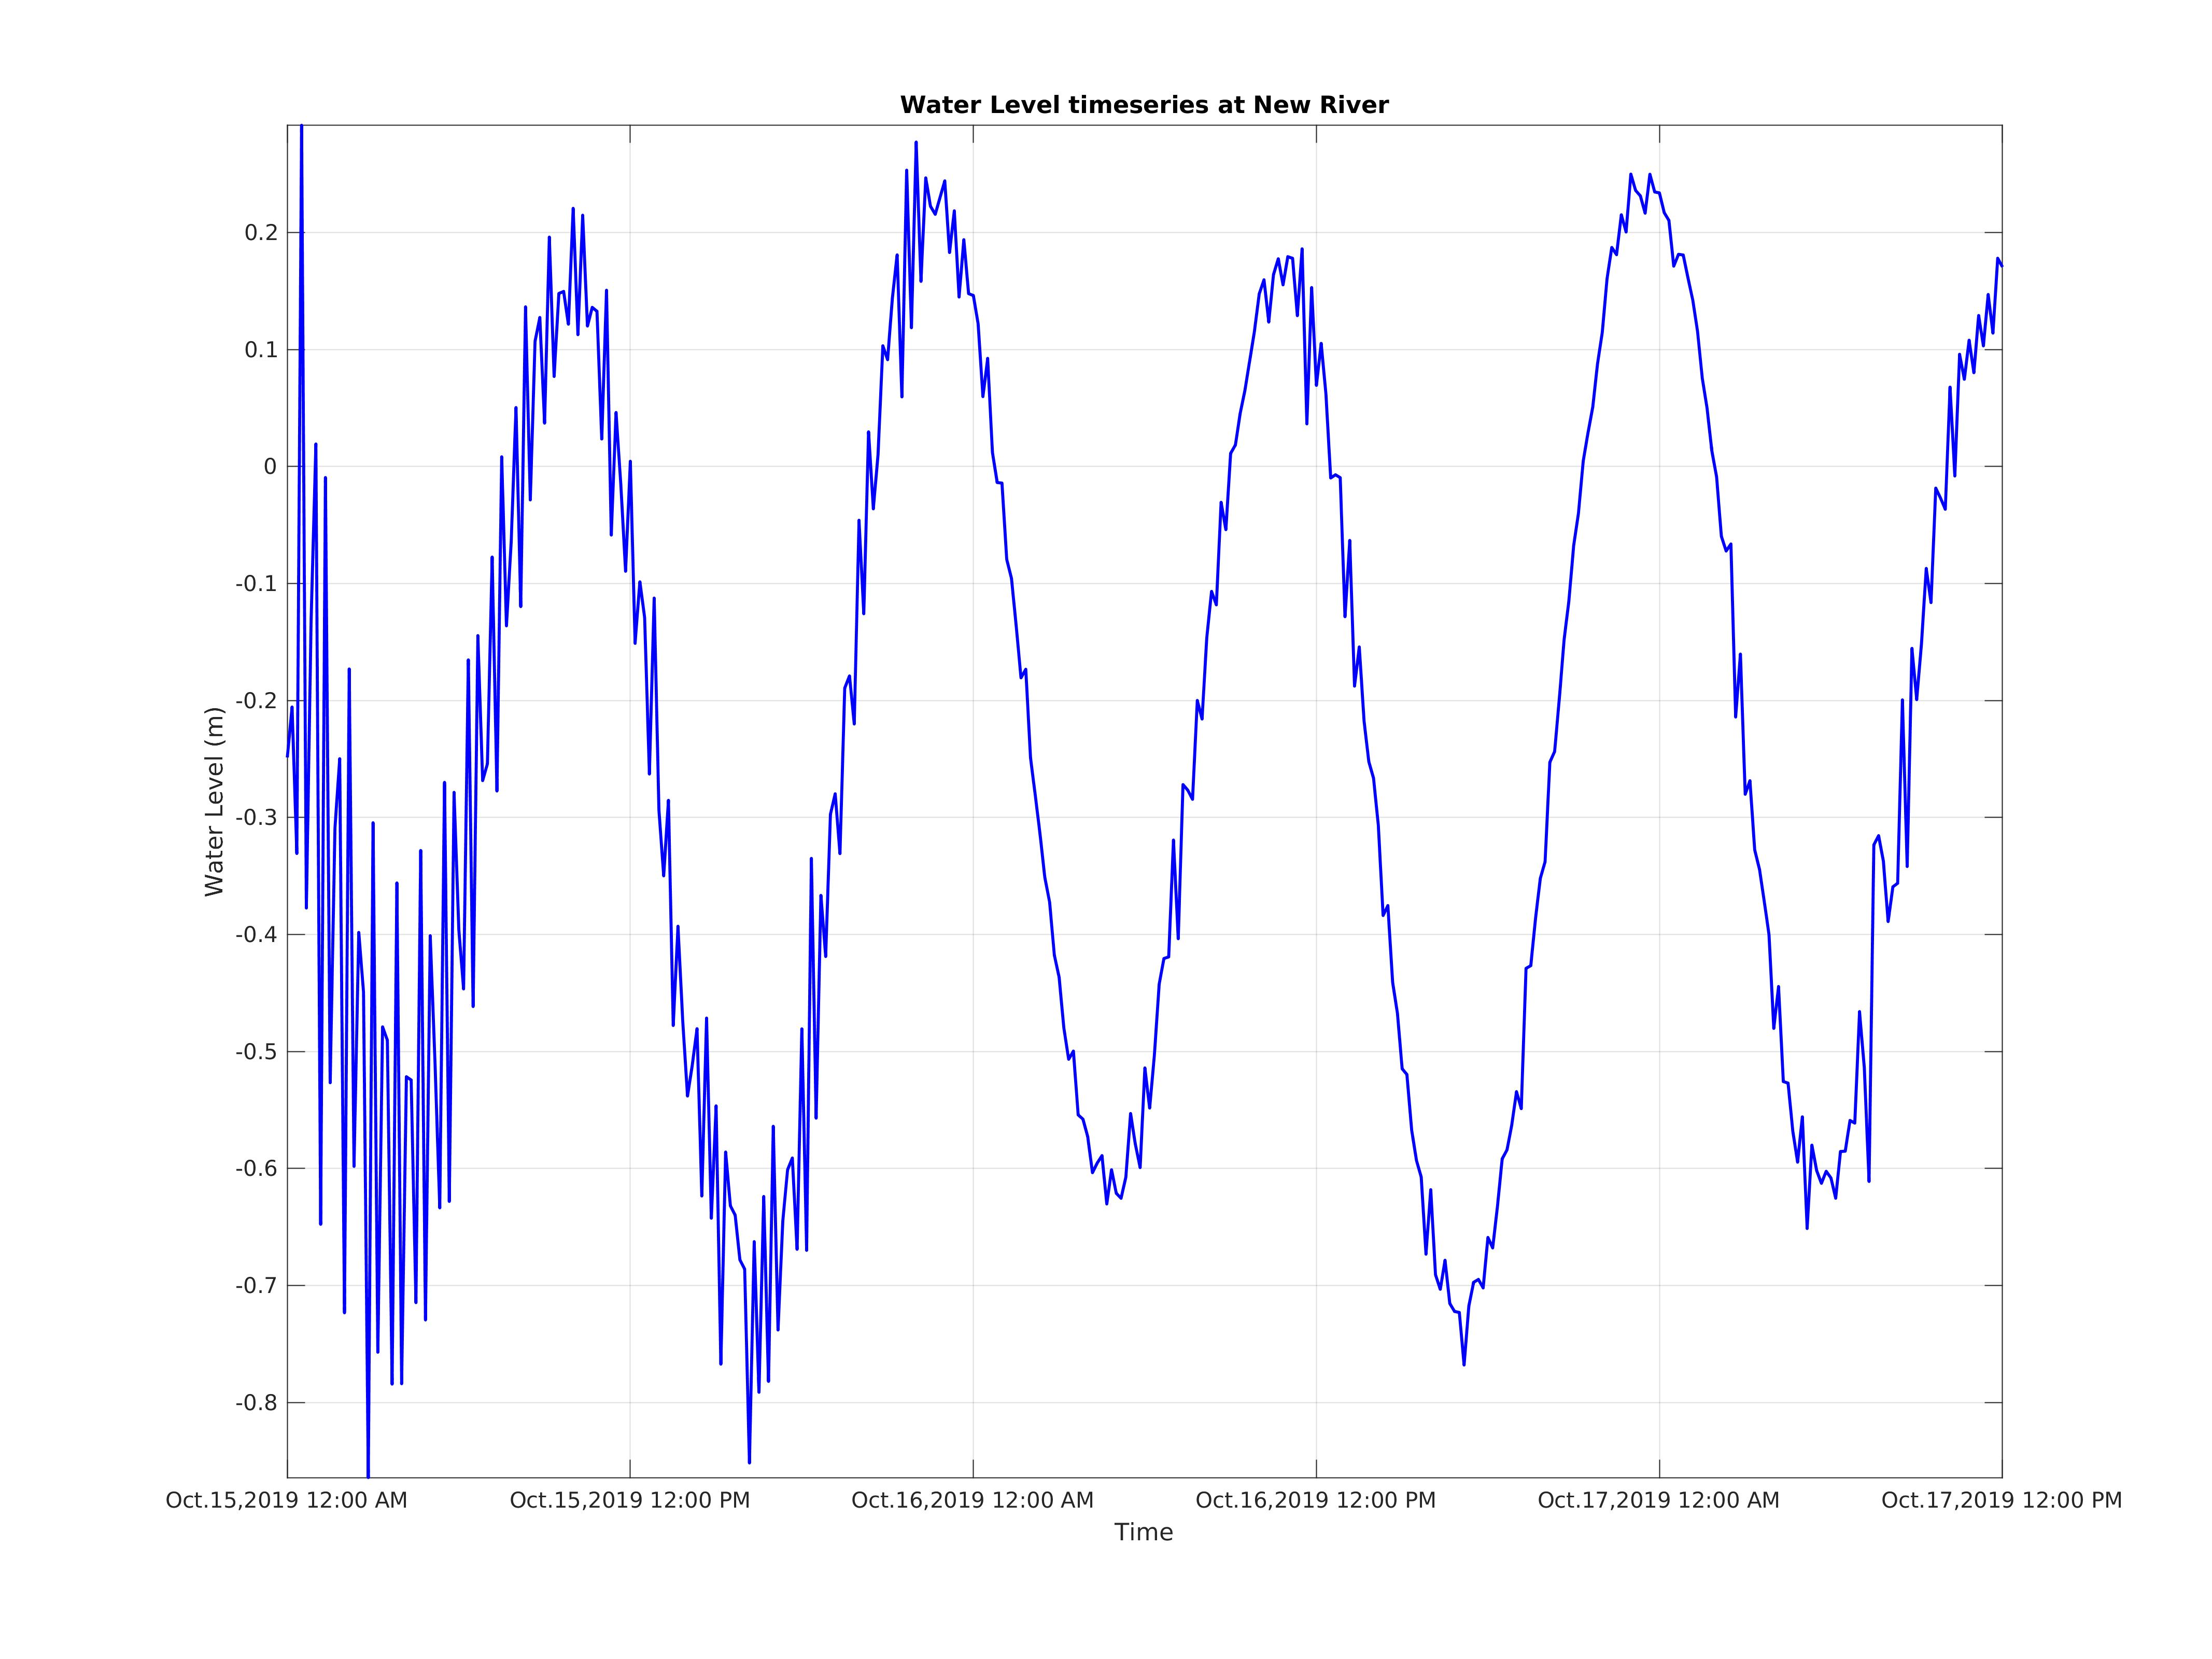 Water Level timeseries at New River
Water Level (m)
0.2
0.1
0
-0.1
-0.2
-0.3
-0.4
-0.5
-0.6
-0.7
-0.8
Oct.15,2019 12:00 AM
Oct.15,2019 12:00 PM
Oct.16,2019 12:00 AM
Oct.16,2019 12:00 PM
Oct.17,2019 12:00 AM
Oct.17,2019 12:00 PM
Time